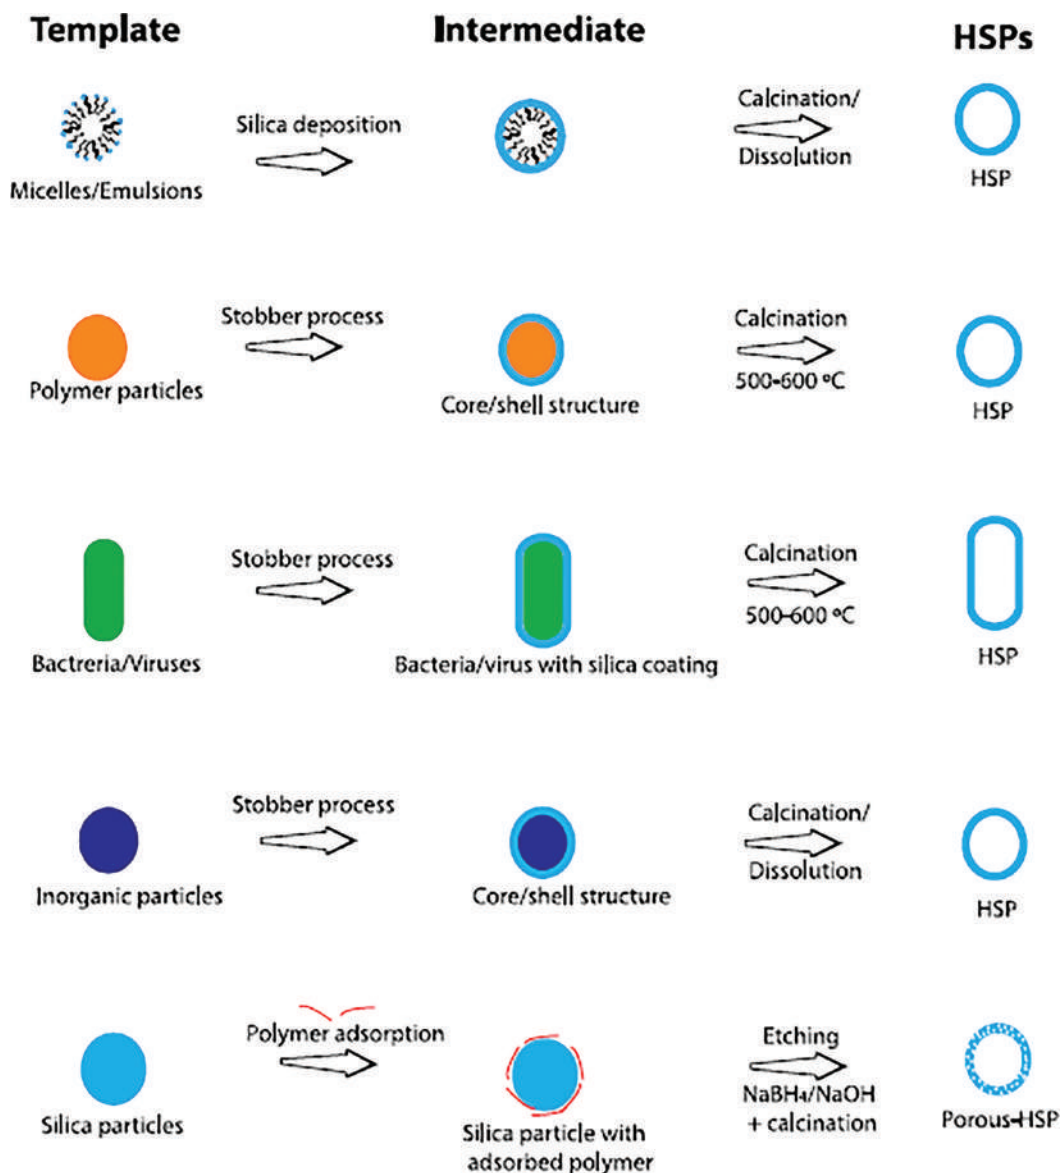 Template
Intermediate
HSPs
Silica deposition
Calcination/
Dissolution
Micelles/Emulsions
HSP
Stobber process
Calcination
500-600 ºC
Polymer particles
Core/shell structure
HSP
Stobber process
Calcination
500-600 ºC
Bactreria/Viruses
Bacteria/virus with silica coating
HSP
Stobber process
Calcination/
Dissolution
Inorganic particles
Core/shell structure
HSP
Polymer adsorption
Etching
NaBH4/NaOH
+ calcination
Silica particles
Silica particle with
adsorbed polymer
Porous-HSP